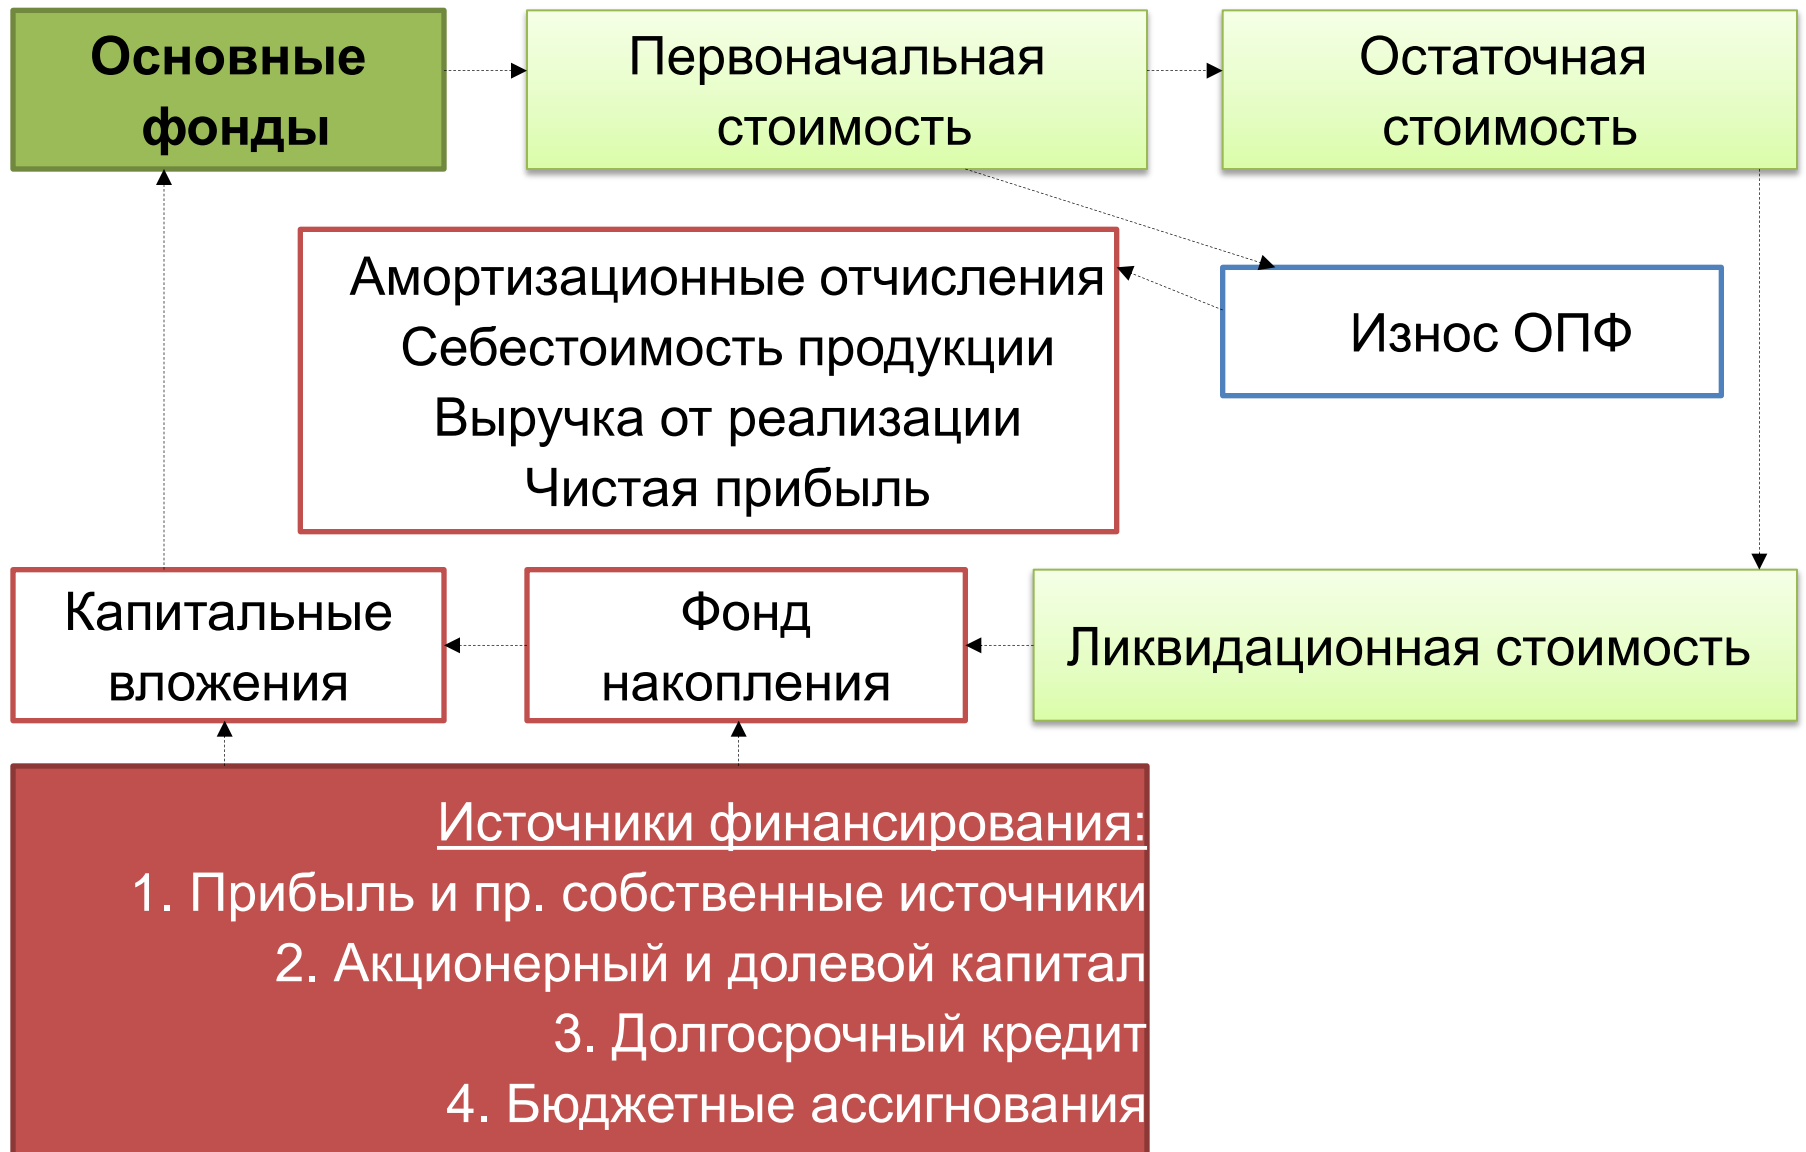 Основные
фонды
Первоначальная
стоимость
Остаточная
стоимость
Амортизационные отчисления
Себестоимость продукции
Выручка от реализации
Чистая прибыль
Износ ОПФ
Капитальные
вложения
Фонд
накопления
Ликвидационная стоимость
Источники финансирования:
1. Прибыль и пр. собственные источники
2. Акционерный и долевой капитал
3. Долгосрочный кредит
4. Бюджетные ассигнования